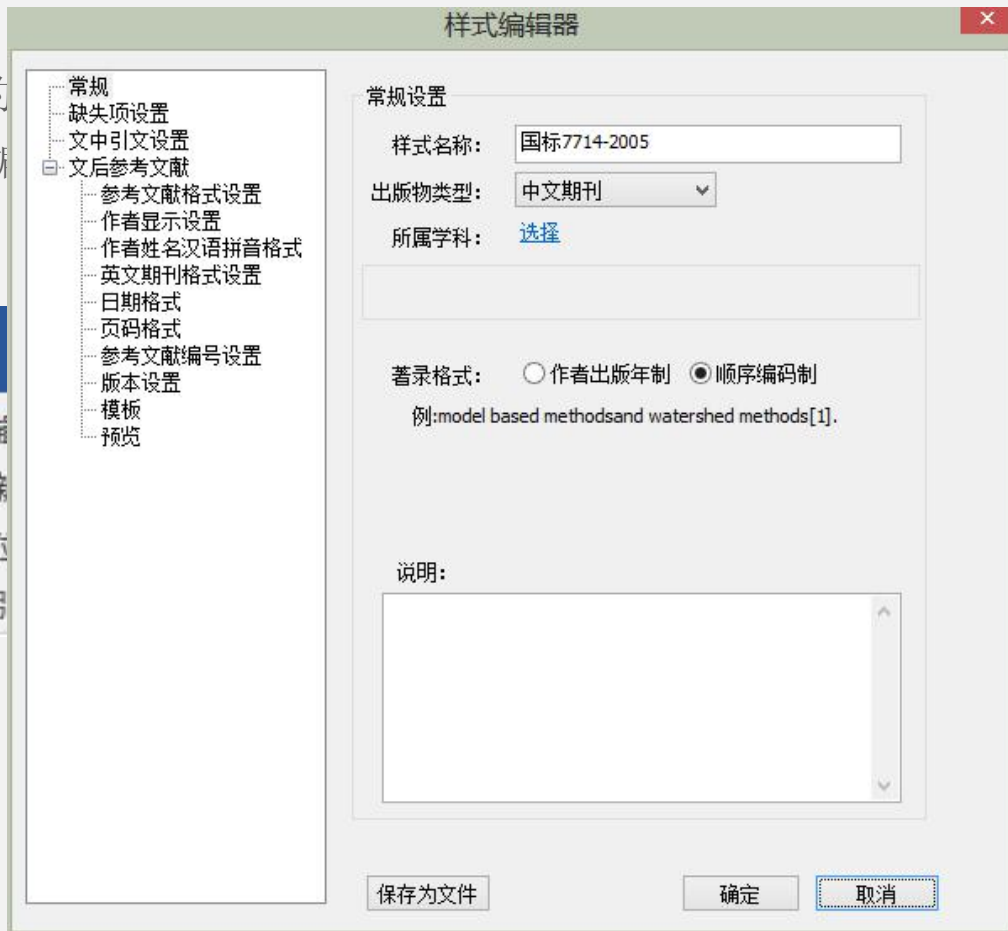 样式编辑器
常规
缺失项设置
文中引文设置
文后参考文献
参考文献格式设置
作者显示设置
作者姓名汉语拼音格式
英文期刊格式设置
日期格式
页码格式
参考文献编号设置
版本设置
模板
预览
常规设置
样式名称：
国标7714-2005
出版物类型：
中文期刊
所属学科：
选择
著录格式：
作者出版年制
顺序编码制
例:model based methodsand watershed methods[1].
说明：
保存为文件
确定
取消